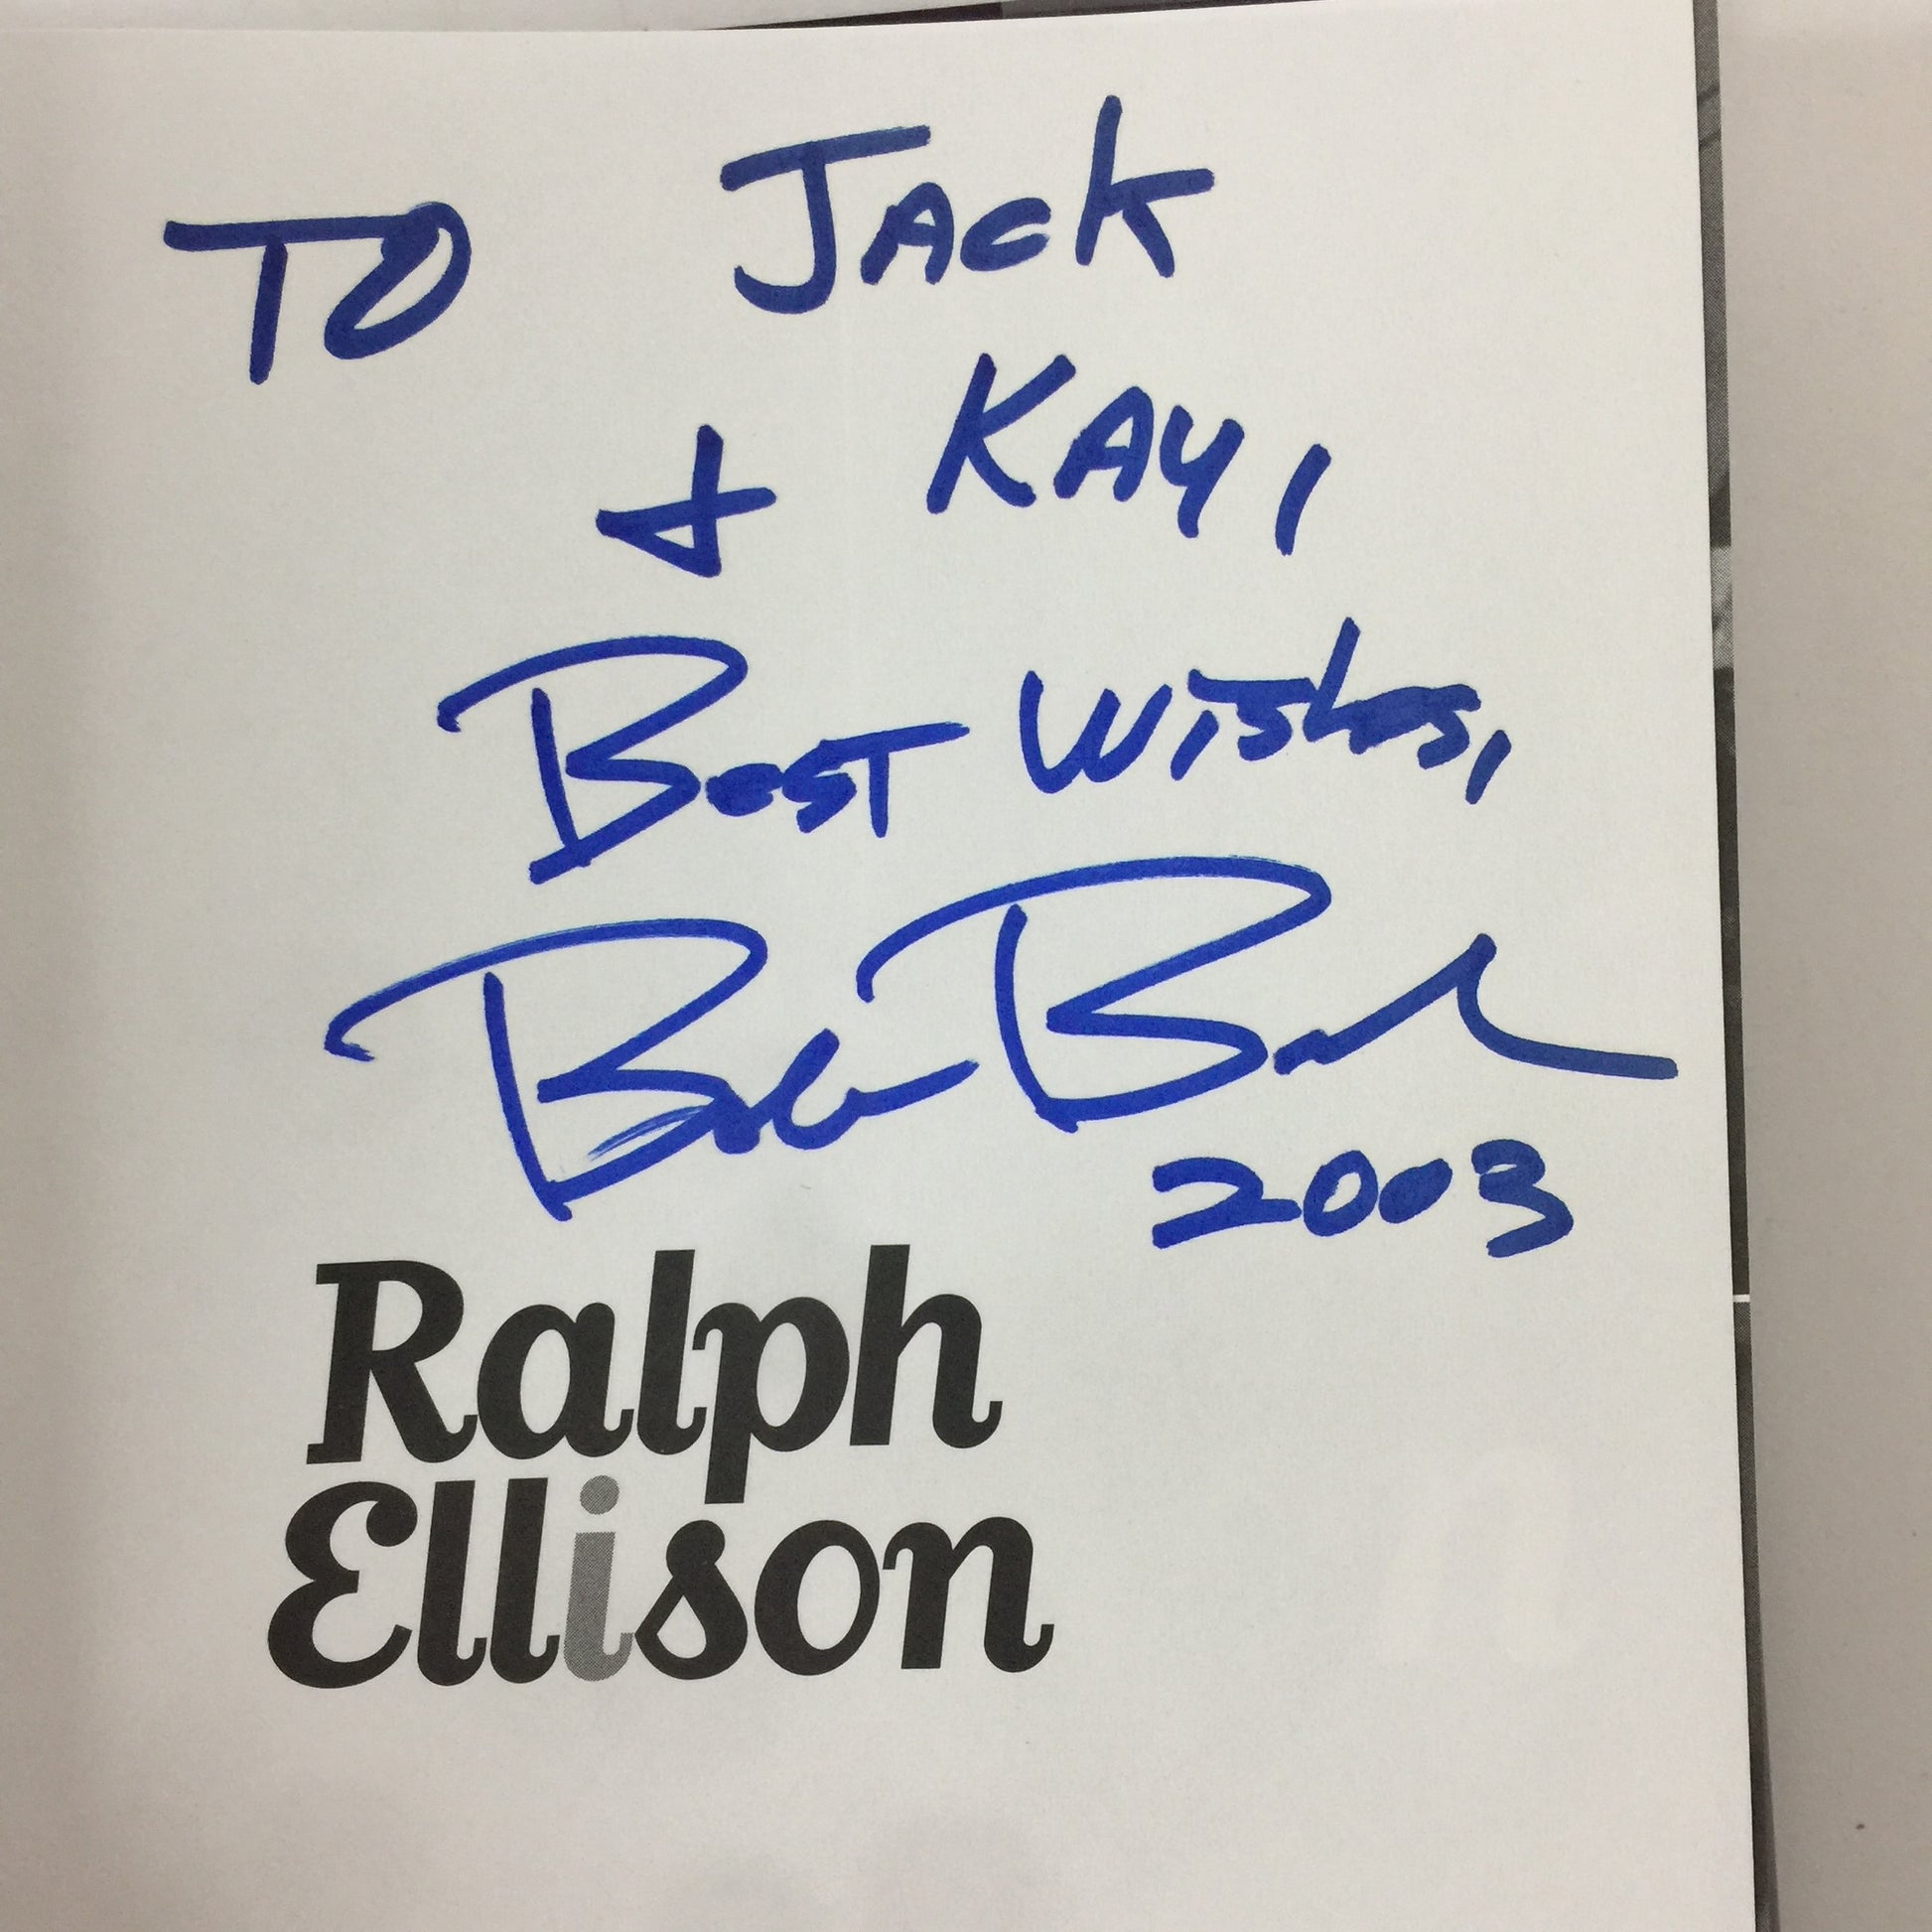 To Jack
+ Kay,
Best Wishes,
2003
Ralph
Ellison